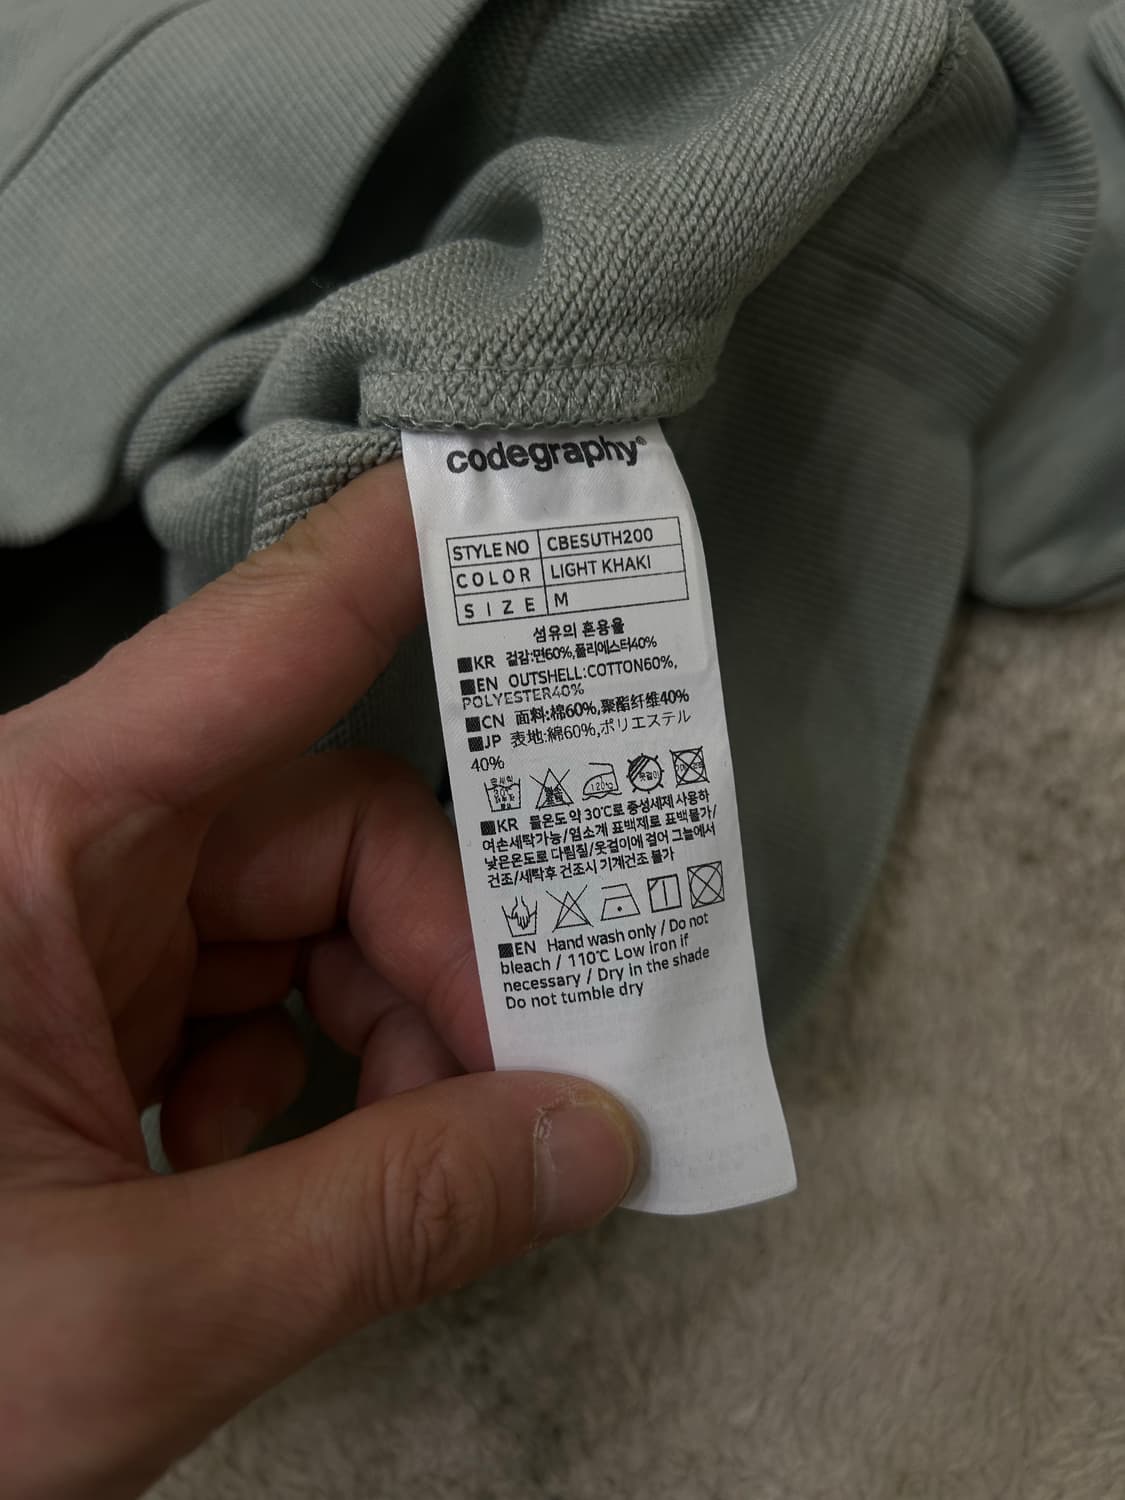 codegraphy®
STYLE NO CBESUTH200
COLOR LIGHT KHAKI
SIZE M
섬유의 혼용율
KR 겉감:면60%,폴리에스터40%
EN OUTSHELL:COTTON60%,
POLYESTER40%
CN 面料:棉60%,聚酯纤维40%
JP 表地:綿60%,ポリエステル
40%
30℃ 120℃ 옷걸이
KR 물온도 약 30℃로 중성세제 사용하
여손세탁가능/염소계 표백제로 표백불가/
낮은온도로 다림질/옷걸이에 걸어 그늘에서
건조/세탁후 건조시 기계건조 불가
EN Hand wash only / Do not
bleach / 110℃ Low iron if
necessary / Dry in the shade
Do not tumble dry